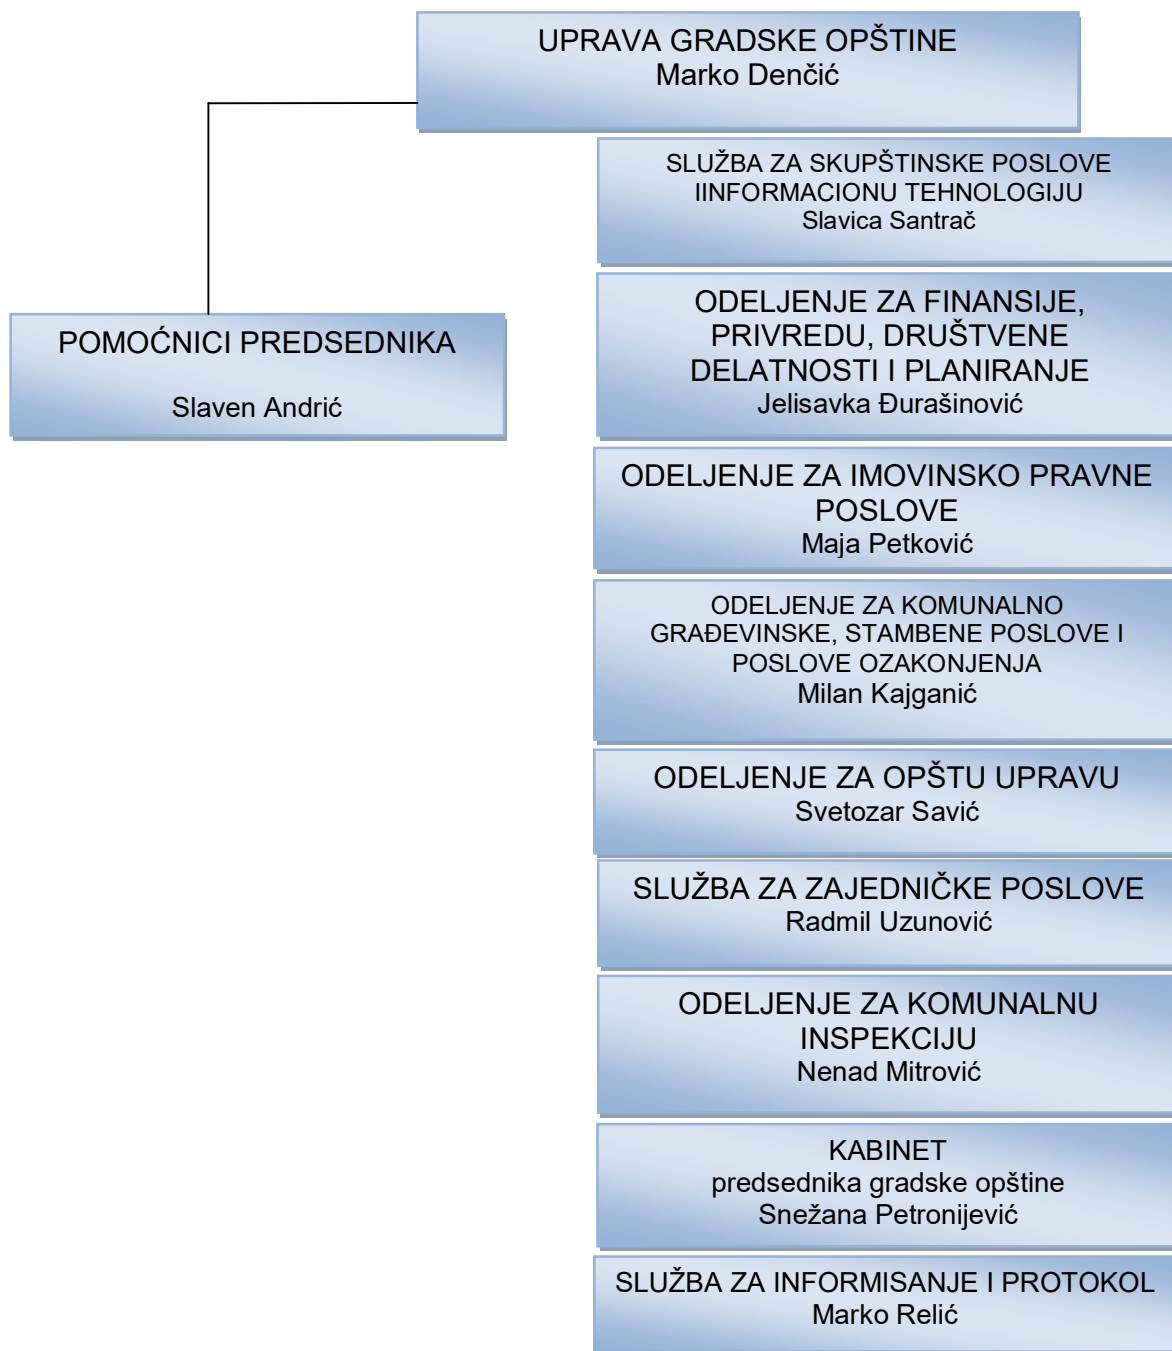 UPRAVA GRADSKE OPŠTINE
Marko Denčić
SLUŽBA ZA SKUPŠTINSKE POSLOVE
IINFORMACIONU TEHNOLOGIJU
Slavica Santrač
ODELJENJE ZA FINANSIJE,
PRIVREDU, DRUŠTVENE
DELATNOSTI I PLANIRANJE
Jelisavka Đurašinović
POMOĆNICI PREDSEDNIKA
Slaven Andrić
ODELJENJE ZA IMOVINSKO PRAVNE
POSLOVE
Maja Petković
ODELJENJE ZA KOMUNALNO
GRAĐEVINSKE, STAMBENE POSLOVE I
POSLOVE OZAKONJENJA
Milan Kajganić
ODELJENJE ZA OPŠTU UPRAVU
Svetozar Savić
SLUŽBA ZA ZAJEDNIČKE POSLOVE
Radmil Uzunović
ODELJENJE ZA KOMUNALNU
INSPEKCIJU
Nenad Mitrović
KABINET
predsednika gradske opštine
Snežana Petronijević
SLUŽBA ZA INFORMISANJE I PROTOKOL
Marko Relić